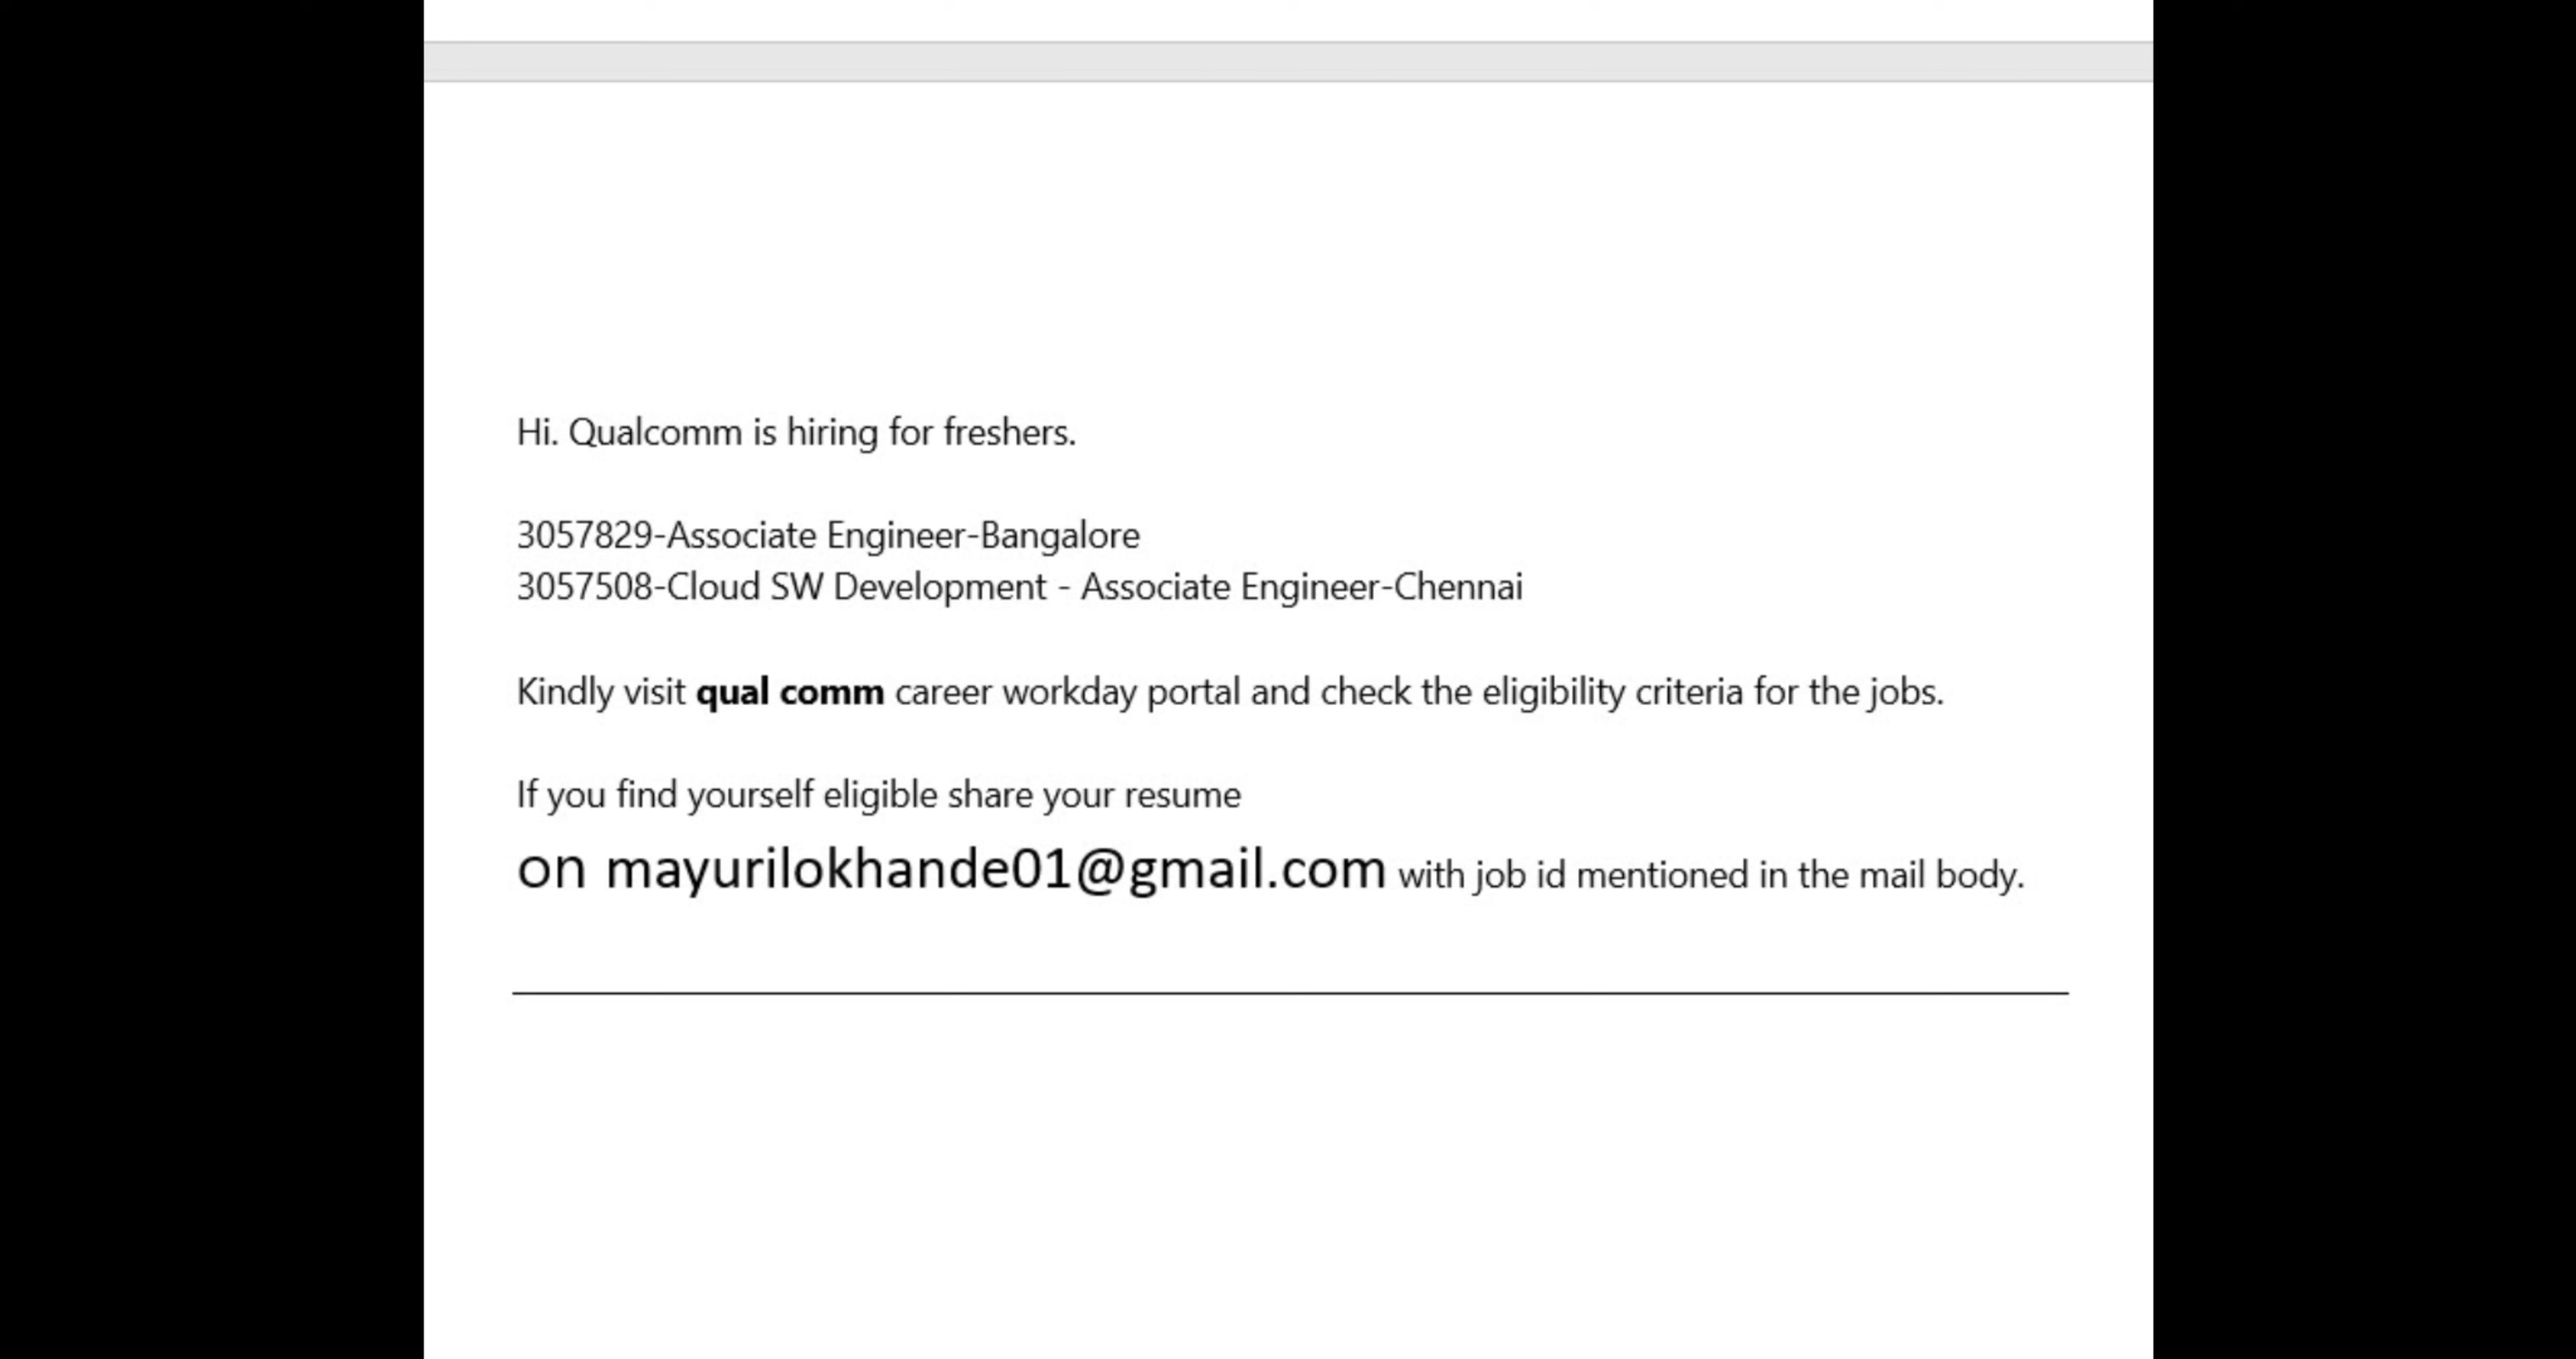 Hi. Qualcomm is hiring for freshers.
3057829-Associate Engineer-Bangalore
3057508-Cloud SW Development - Associate Engineer-Chennai
Kindly visit qual comm career workday portal and check the eligibility criteria for the jobs.
If you find yourself eligible share your resume
on mayurilokhande01@gmail.com with job id mentioned in the mail body.